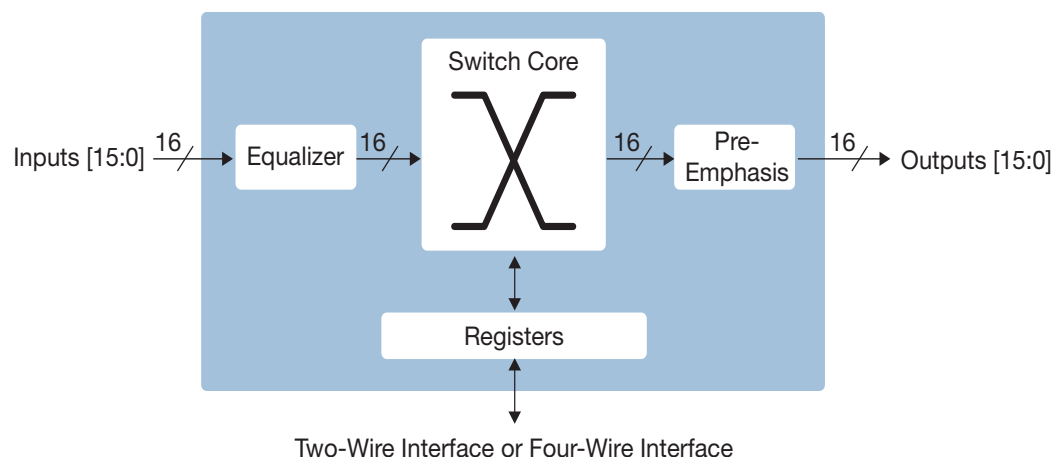 Switch Core
Inputs [15:0]
16
Equalizer
16
16
Pre-
Emphasis
16
Outputs [15:0]
Registers
Two-Wire Interface or Four-Wire Interface